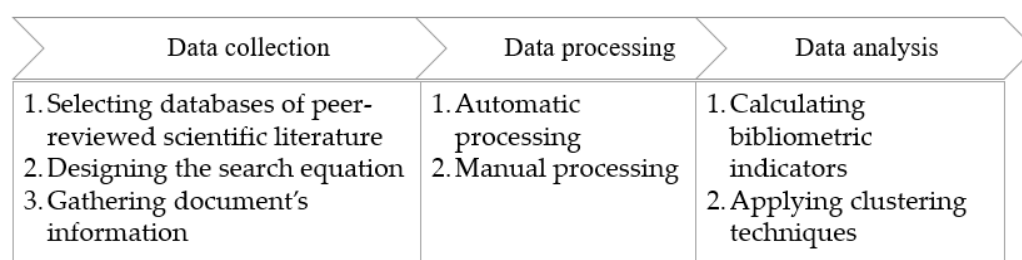 Data collection
Data processing
Data analysis
1. Selecting databases of peer-
reviewed scientific literature
2. Designing the search equation
3. Gathering document's
information
1. Automatic
processing
2. Manual processing
1. Calculating
bibliometric
indicators
2. Applying clustering
techniques